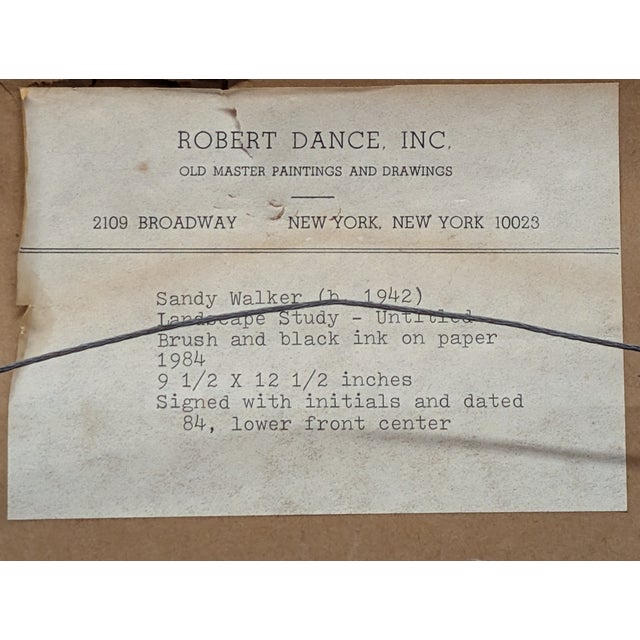 ROBERT DANCE, INC.
OLD MASTER PAINTINGS AND DRAWINGS
2109 BROADWAY NEW YORK, NEW YORK 10023
Sandy Walker (b. 1942)
Landscape Study - Untitled
Brush and black ink on paper
1984
9 1/2 X 12 1/2 inches
Signed with initials and dated
84, lower front center